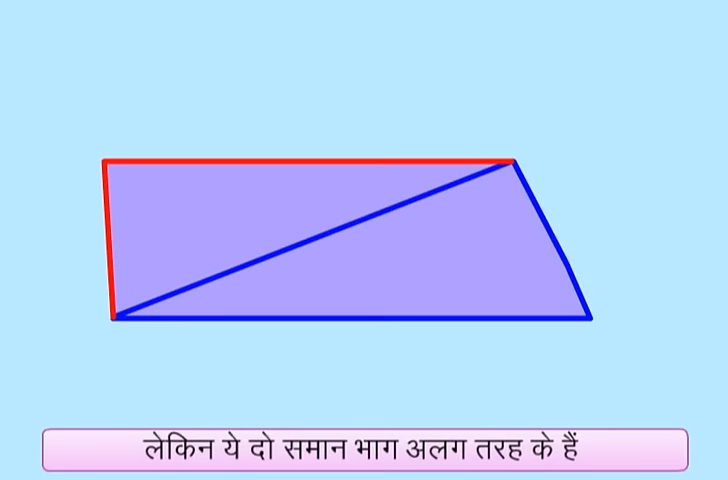 लेकिन ये दो समान भाग अलग तरह के हैं